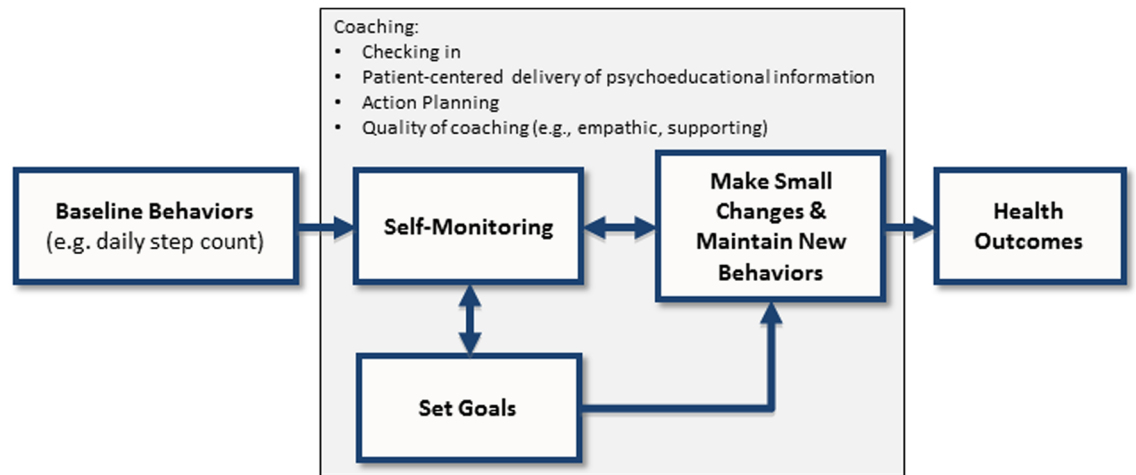 Coaching:
• Checking in
• Patient-centered delivery of psychoeducational information
• Action Planning
• Quality of coaching (e.g., empathic, supporting)
Baseline Behaviors
(e.g. daily step count)
Self-Monitoring
Make Small
Changes &
Maintain New
Behaviors
Health
Outcomes
Set Goals